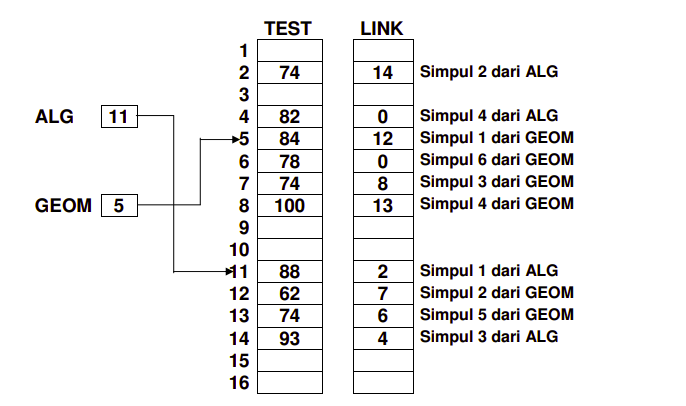 TEST LINK
1
2 74 14 Simpul 2 dari ALG
3
ALG 11 4 82 0 Simpul 4 dari ALG
5 84 12 Simpul 1 dari GEOM
6 78 0 Simpul 6 dari GEOM
7 74 8 Simpul 3 dari GEOM
GEOM 5 8 100 13 Simpul 4 dari GEOM
9
10
11 88 2 Simpul 1 dari ALG
12 62 7 Simpul 2 dari GEOM
13 74 6 Simpul 5 dari GEOM
14 93 4 Simpul 3 dari ALG
15
16